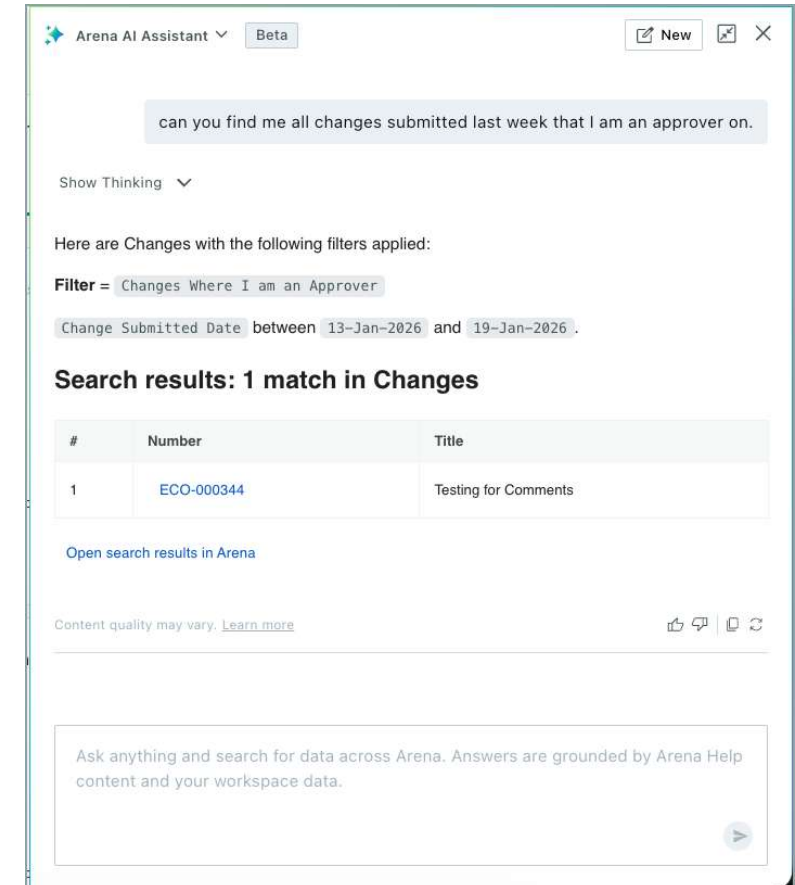 Arena AI Assistant Beta New
can you find me all changes submitted last week that I am an approver on.
Show Thinking
Here are Changes with the following filters applied:
Filter = Changes Where I am an Approver
Change Submitted Date between 13-Jan-2026 and 19-Jan-2026 .
Search results: 1 match in Changes
# Number Title
1 ECO-000344 Testing for Comments
Open search results in Arena
Content quality may vary. Learn more
Ask anything and search for data across Arena. Answers are grounded by Arena Help
content and your workspace data.